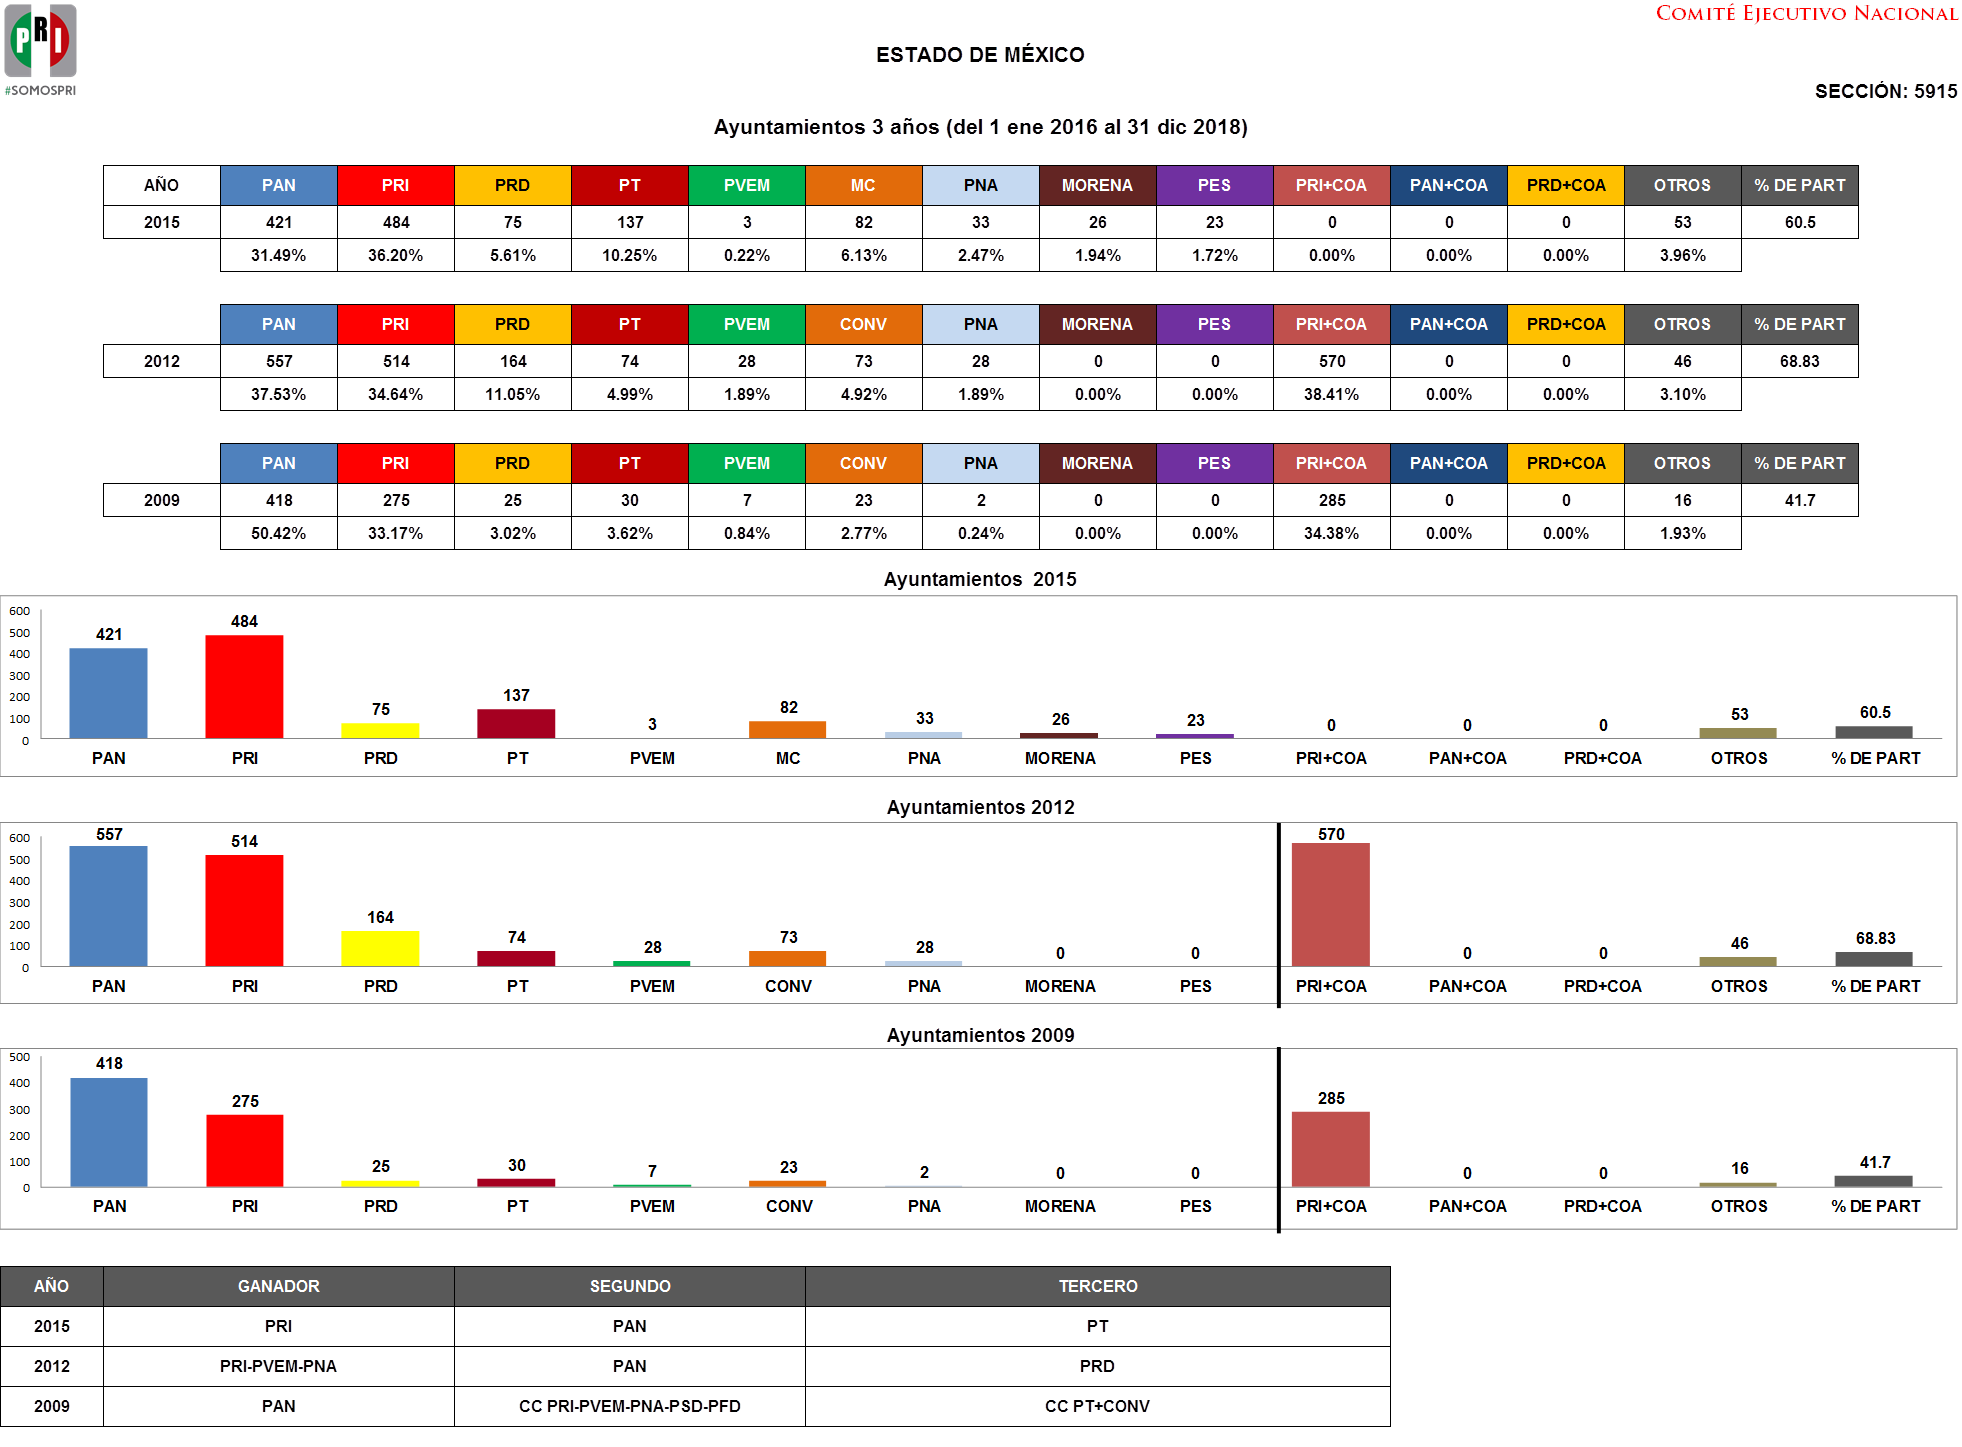 PRI
#SOMOSPRI
COMITÉ EJECUTIVO NACIONAL
ESTADO DE MÉXICO
SECCIÓN: 5915
Ayuntamientos 3 años (del 1 ene 2016 al 31 dic 2018)
AÑO PAN PRI PRD PT PVEM MC PNA MORENA PES PRI+COA PAN+COA PRD+COA OTROS % DE PART
2015 421 484 75 137 3 82 33 26 23 0 0 0 53 60.5
31.49% 36.20% 5.61% 10.25% 0.22% 6.13% 2.47% 1.94% 1.72% 0.00% 0.00% 0.00% 3.96%
PAN PRI PRD PT PVEM CONV PNA MORENA PES PRI+COA PAN+COA PRD+COA OTROS % DE PART
2012 557 514 164 74 28 73 28 0 0 570 0 0 46 68.83
37.53% 34.64% 11.05% 4.99% 1.89% 4.92% 1.89% 0.00% 0.00% 38.41% 0.00% 0.00% 3.10%
PAN PRI PRD PT PVEM CONV PNA MORENA PES PRI+COA PAN+COA PRD+COA OTROS % DE PART
2009 418 275 25 30 7 23 2 0 0 285 0 0 16 41.7
50.42% 33.17% 3.02% 3.62% 0.84% 2.77% 0.24% 0.00% 0.00% 34.38% 0.00% 0.00% 1.93%
Ayuntamientos 2015
600
500
400
300
200
100
0
421 484 75 137 3 82 33 26 23 0 0 0 53 60.5
PAN PRI PRD PT PVEM MC PNA MORENA PES PRI+COA PAN+COA PRD+COA OTROS % DE PART
Ayuntamientos 2012
600
500
400
300
200
100
0
557 514 164 74 28 73 28 0 0 570 0 0 46 68.83
PAN PRI PRD PT PVEM CONV PNA MORENA PES PRI+COA PAN+COA PRD+COA OTROS % DE PART
Ayuntamientos 2009
500
400
300
200
100
0
418 275 25 30 7 23 2 0 0 285 0 0 16 41.7
PAN PRI PRD PT PVEM CONV PNA MORENA PES PRI+COA PAN+COA PRD+COA OTROS % DE PART
AÑO GANADOR SEGUNDO TERCERO
2015 PRI PAN PT
2012 PRI-PVEM-PNA PAN PRD
2009 PAN CC PRI-PVEM-PNA-PSD-PFD CC PT+CONV